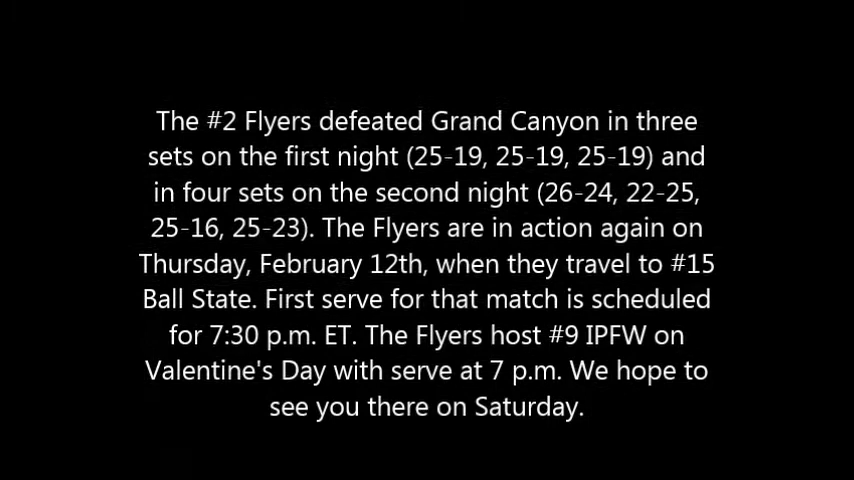 The #2 Flyers defeated Grand Canyon in three
sets on the first night (25-19, 25-19, 25-19) and
in four sets on the second night (26-24, 22-25,
25-16, 25-23). The Flyers are in action again on
Thursday, February 12th, when they travel to #15
Ball State. First serve for that match is scheduled
for 7:30 p.m. ET. The Flyers host #9 IPFW on
Valentine's Day with serve at 7 p.m. We hope to
see you there on Saturday.